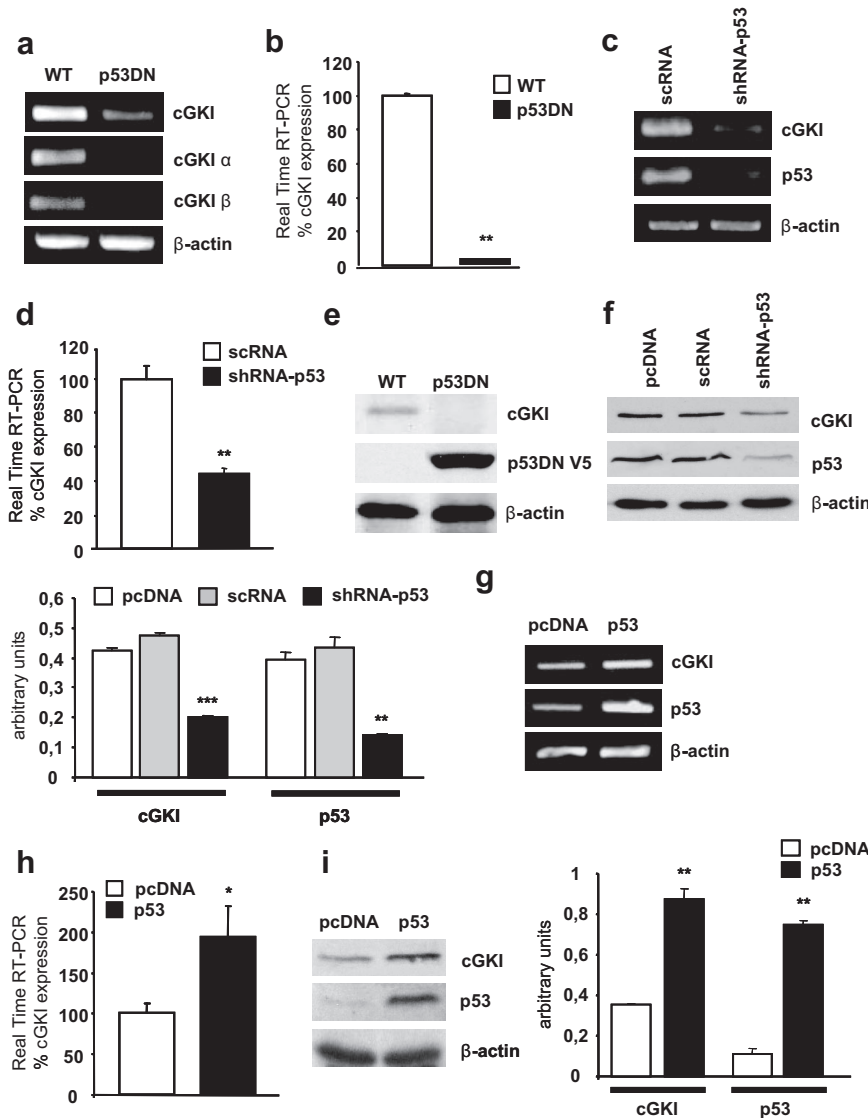 a
WT p53DN
cGKI
cGKI α
cGKI β
β-actin
b
Real Time RT-PCR
% cGKI expression
120
100
80
60
40
20
0
WT
p53DN
**
c
scRNA
shRNA-p53
cGKI
p53
β-actin
d
Real Time RT-PCR
% cGKI expression
120
100
80
60
40
20
0
scRNA
shRNA-p53
**
e
WT p53DN
cGKI
p53DN V5
β-actin
f
pcDNA
scRNA
shRNA-p53
cGKI
p53
β-actin
pcDNA scRNA shRNA-p53
arbitrary units
0,6
0,5
0,4
0,3
0,2
0,1
0
***
**
cGKI p53
g
pcDNA p53
cGKI
p53
β-actin
h
Real Time RT-PCR
% cGKI expression
250
200
150
100
50
0
pcDNA
p53
*
i
pcDNA p53
cGKI
p53
β-actin
pcDNA
p53
arbitrary units
1
0,8
0,6
0,4
0,2
0
**
**
cGKI p53